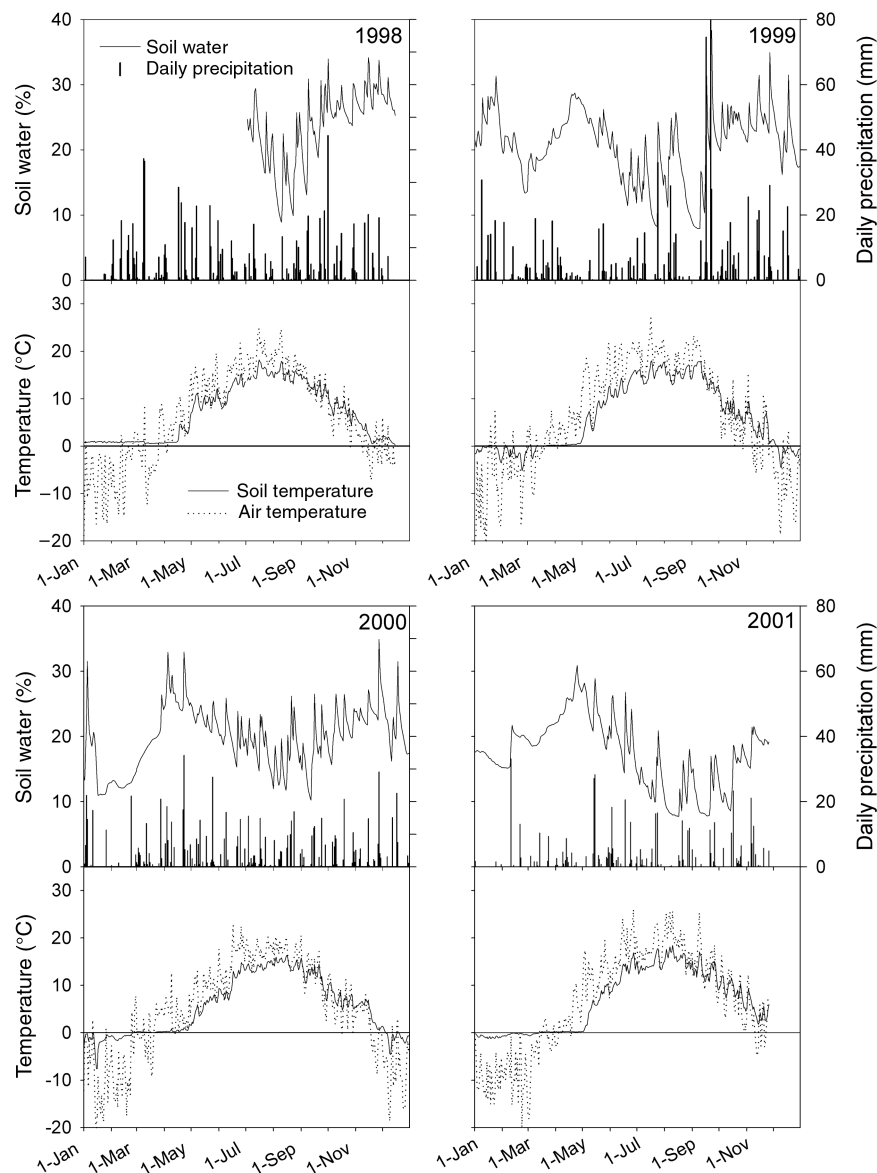 1998
Soil water
Daily precipitation
Soil water (%)
40
30
20
10
0
1999
80
60
40
20
0
Daily precipitation (mm)
Temperature (°C)
30
20
10
0
−10
−20
Soil temperature
Air temperature
1-Jan
1-Mar
1-May
1-Jul
1-Sep
1-Nov
1-Jan
1-Mar
1-May
1-Jul
1-Sep
1-Nov
2000
Soil water (%)
40
30
20
10
0
2001
80
60
40
20
0
Daily precipitation (mm)
Temperature (°C)
30
20
10
0
-10
-20
1-Jan
1-Mar
1-May
1-Jul
1-Sep
1-Nov
1-Jan
1-Mar
1-May
1-Jul
1-Sep
1-Nov